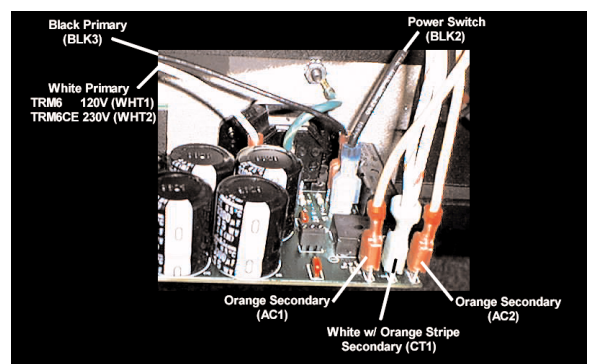 Black Primary
(BLK3)
Power Switch
(BLK2)
White Primary
TRM6 120V (WHT1)
TRM6CE 230V (WHT2)
Orange Secondary
(AC1)
Orange Secondary
(AC2)
White w/ Orange Stripe
Secondary (CT1)